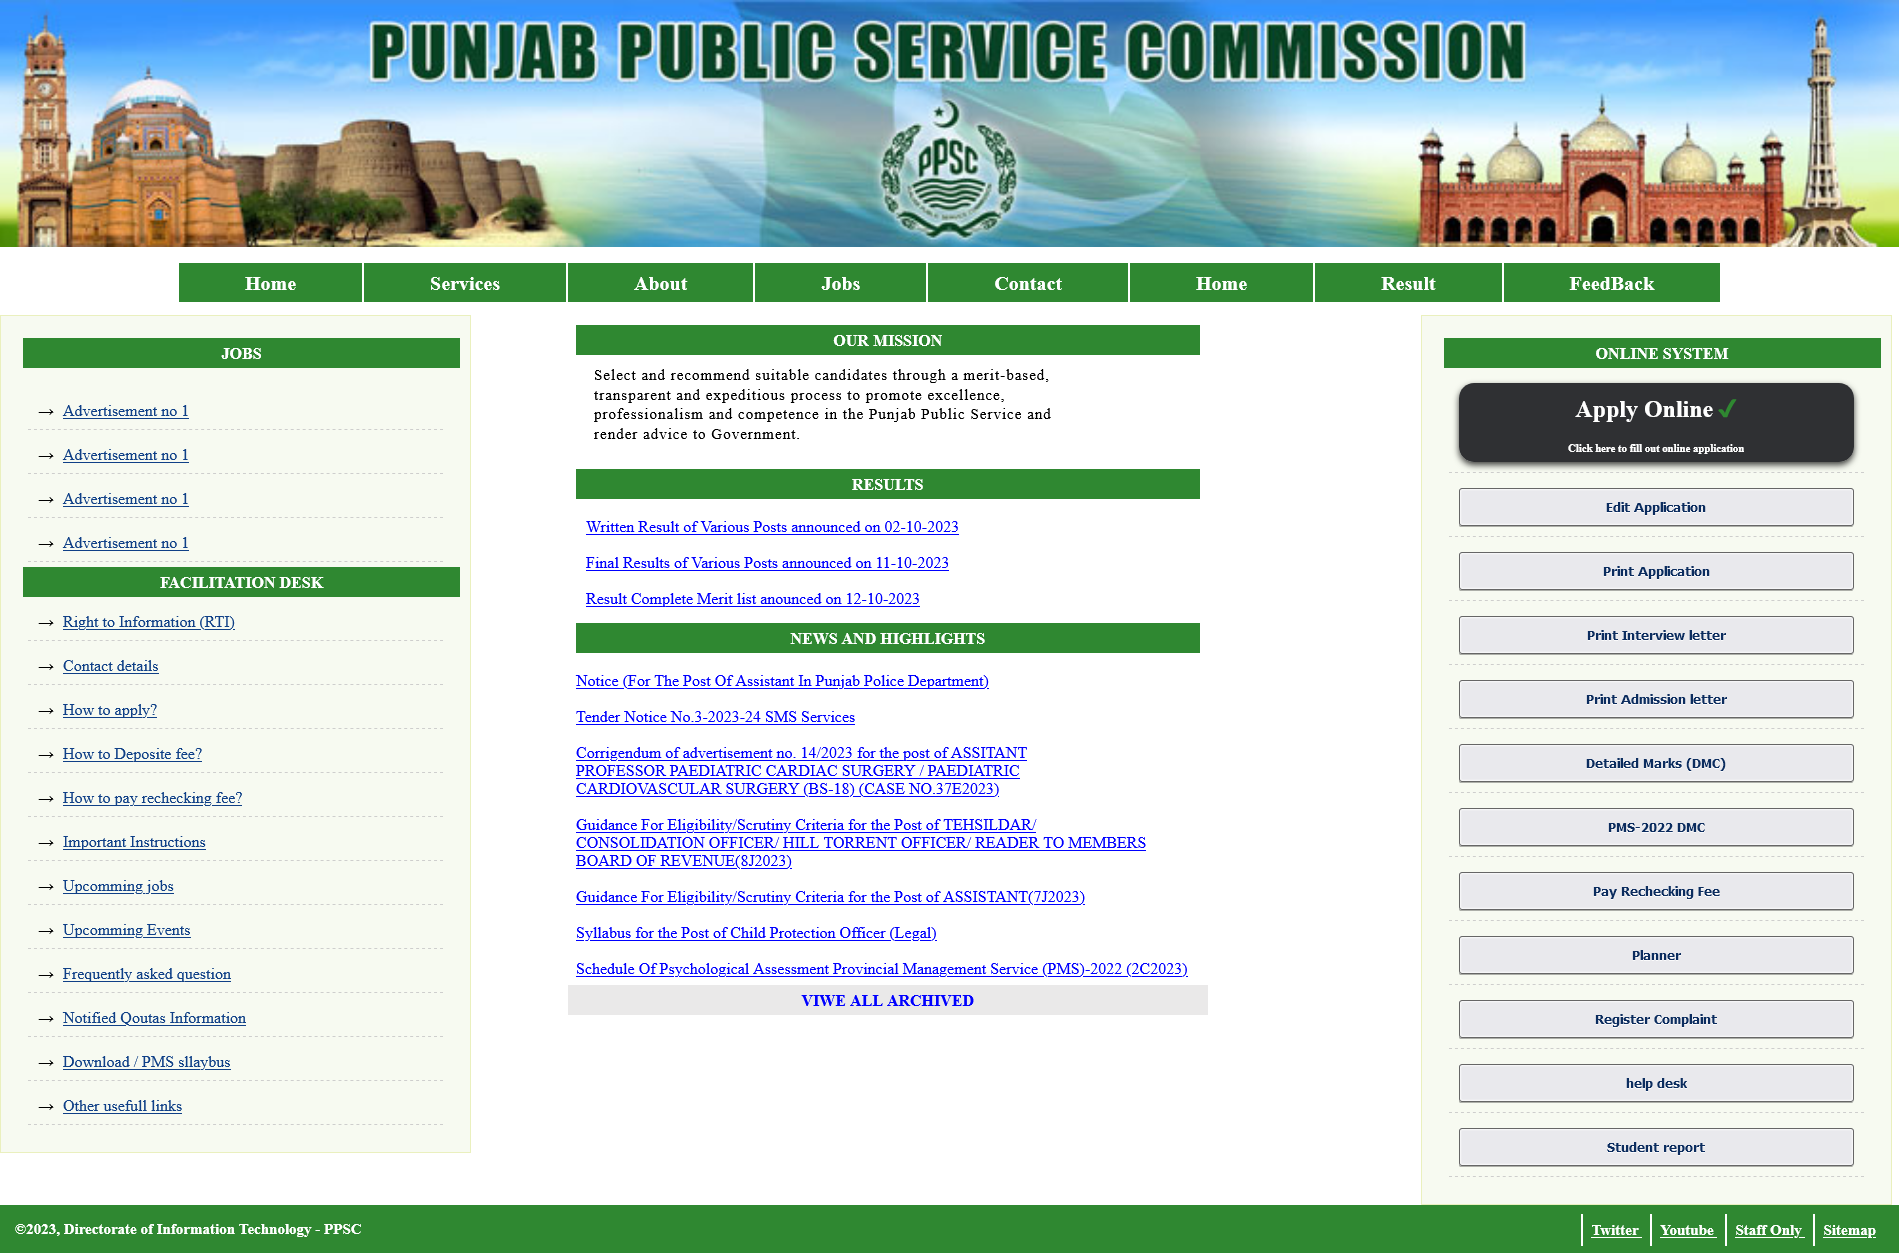 PUNJAB PUBLIC SERVICE COMMISSION
PPSC
Home
Services
About
Jobs
Contact
Home
Result
FeedBack
JOBS
→ Advertisement no 1
→ Advertisement no 1
→ Advertisement no 1
→ Advertisement no 1
FACILITATION DESK
→ Right to Information (RTI)
→ Contact details
→ How to apply?
→ How to Deposite fee?
→ How to pay rechecking fee?
→ Important Instructions
→ Upcomming jobs
→ Upcomming Events
→ Frequently asked question
→ Notified Qoutas Information
→ Download / PMS sllaybus
→ Other usefull links
OUR MISSION
Select and recommend suitable candidates through a merit-based,
transparent and expeditious process to promote excellence,
professionalism and competence in the Punjab Public Service and
render advice to Government.
RESULTS
Written Result of Various Posts announced on 02-10-2023
Final Results of Various Posts announced on 11-10-2023
Result Complete Merit list anounced on 12-10-2023
NEWS AND HIGHLIGHTS
Notice (For The Post Of Assistant In Punjab Police Department)
Tender Notice No.3-2023-24 SMS Services
Corrigendum of advertisement no. 14/2023 for the post of ASSITANT
PROFESSOR PAEDIATRIC CARDIAC SURGERY / PAEDIATRIC
CARDIOVASCULAR SURGERY (BS-18) (CASE NO.37E2023)
Guidance For Eligibility/Scrutiny Criteria for the Post of TEHSILDAR/
CONSOLIDATION OFFICER/ HILL TORRENT OFFICER/ READER TO MEMBERS
BOARD OF REVENUE(8J2023)
Guidance For Eligibility/Scrutiny Criteria for the Post of ASSISTANT(7J2023)
Syllabus for the Post of Child Protection Officer (Legal)
Schedule Of Psychological Assessment Provincial Management Service (PMS)-2022 (2C2023)
VIWE ALL ARCHIVED
ONLINE SYSTEM
Apply Online
Click here to fill out online application
Edit Application
Print Application
Print Interview letter
Print Admission letter
Detailed Marks (DMC)
PMS-2022 DMC
Pay Rechecking Fee
Planner
Register Complaint
help desk
Student report
©2023, Directorate of Information Technology - PPSC
Twitter
Youtube
Staff Only
Sitemap